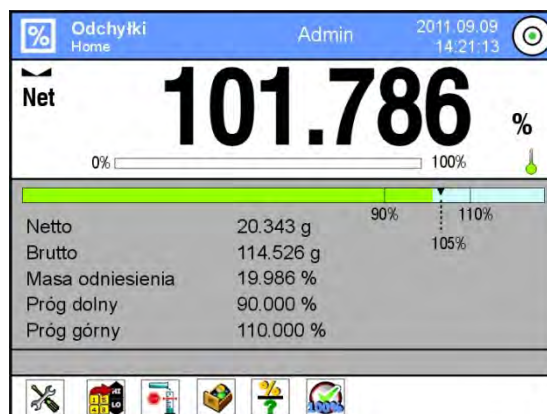 Odchyłki Admin 2011.09.09
Home 14:21:13
Net 101.786 %
0% 100%
90% 110%
105%
Netto 20.343 g
Brutto 114.526 g
Masa odniesienia 19.986 %
Próg dolny 90.000 %
Próg górny 110.000 %
100%